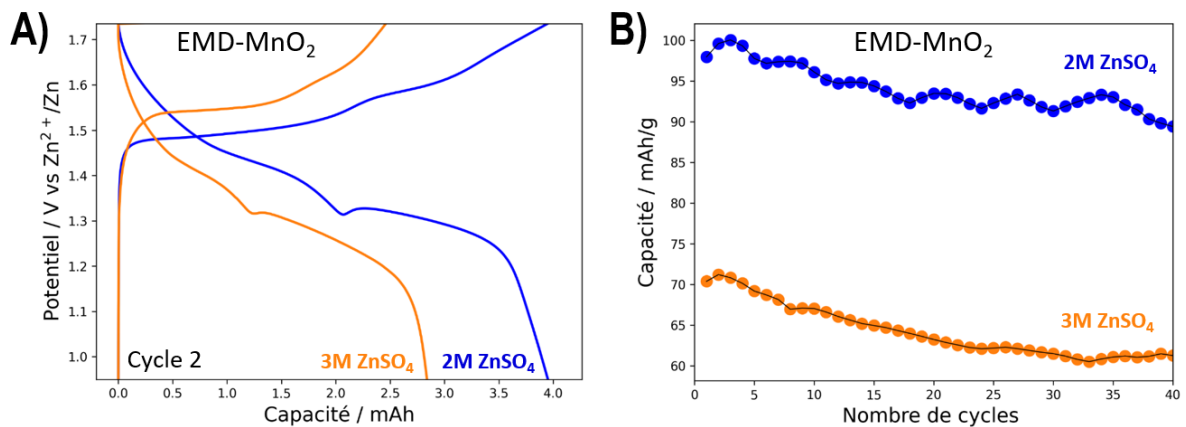 A)
EMD-MnO₂
Potentiel / V vs Zn²⁺/Zn
1.7
1.6
1.5
1.4
1.3
1.2
1.1
1.0
Cycle 2
3M ZnSO₄
2M ZnSO₄
0.0 0.5 1.0 1.5 2.0 2.5 3.0 3.5 4.0
Capacité / mAh
B)
EMD-MnO₂
2M ZnSO₄
Capacité / mAh/g
100
95
90
85
80
75
70
65
60
3M ZnSO₄
0 5 10 15 20 25 30 35 40
Nombre de cycles